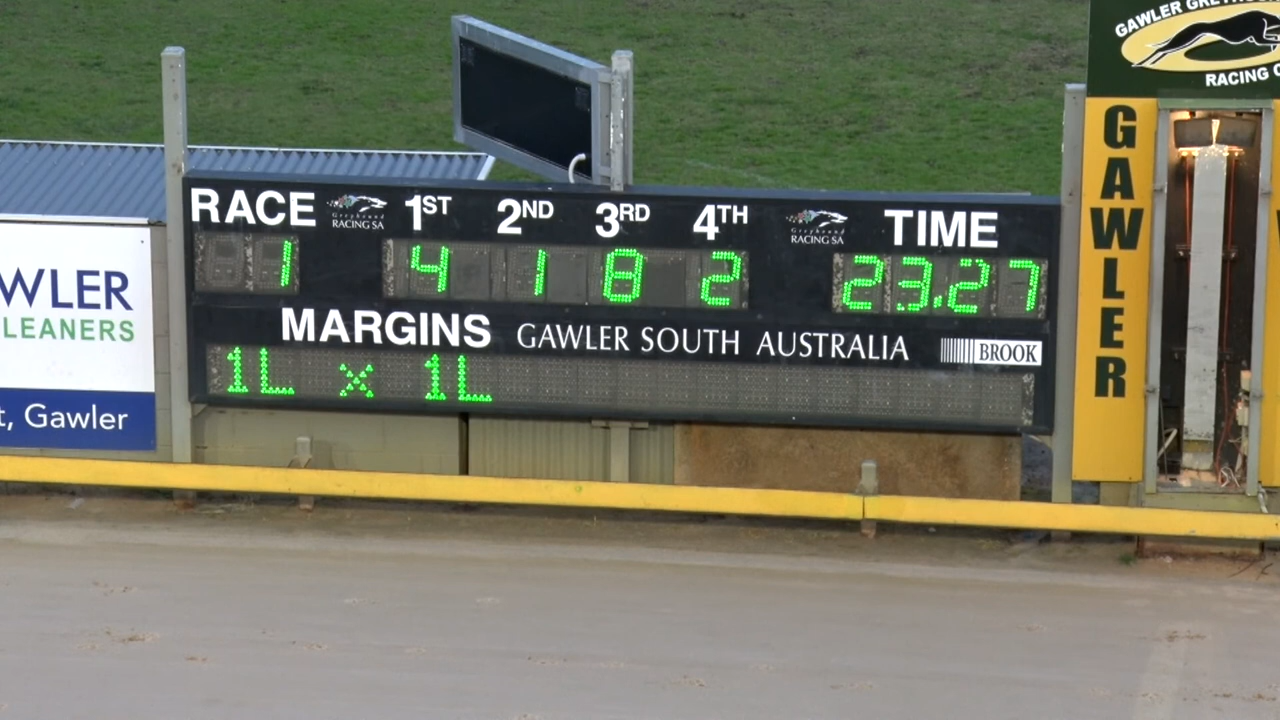 GAWLER GREYHOUND
RACING
RACE 1ST 2ND 3RD 4TH TIME
Greyhound RACING SA
Greyhound RACING SA
1 4 1 8 2 23.27
MARGINS GAWLER SOUTH AUSTRALIA BROOK
1L x 1L
GAWLER
WLER
LEANERS
t, Gawler